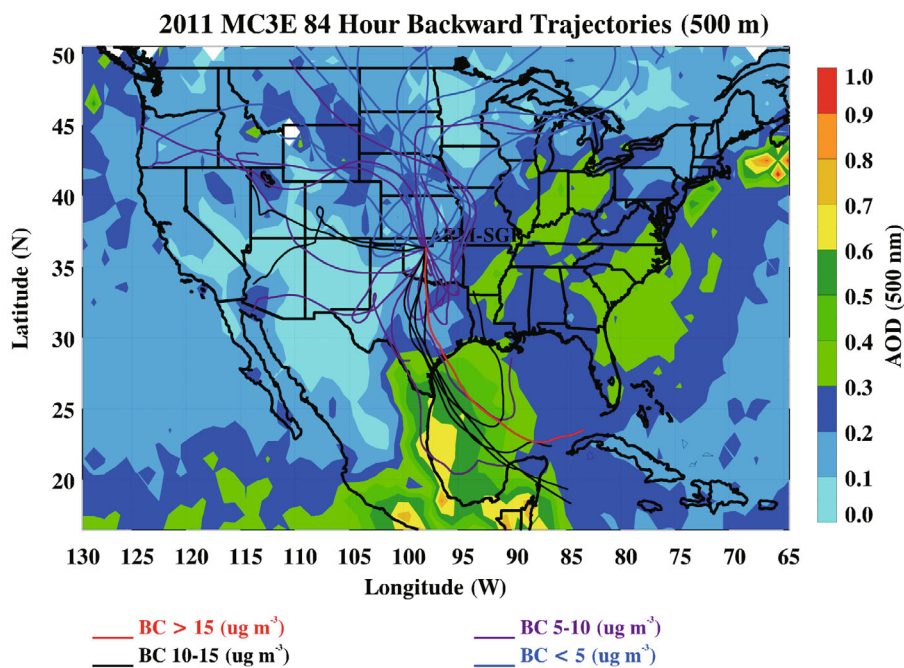 2011 MC3E 84 Hour Backward Trajectories (500 m)
50
45
40
35
30
25
20
Latitude (N)
ARM-SGP
130 125 120 115 110 105 100 95 90 85 80 75 70 65
Longitude (W)
1.0
0.9
0.8
0.7
0.6
0.5
0.4
0.3
0.2
0.1
0.0
AOD (500 nm)
BC > 15 (ug m⁻³)
BC 5-10 (ug m⁻³)
BC 10-15 (ug m⁻³)
BC < 5 (ug m⁻³)